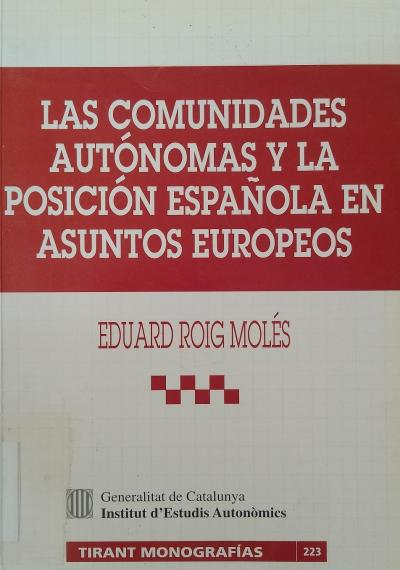 LAS COMUNIDADES
AUTÓNOMAS Y LA
POSICIÓN ESPAÑOLA EN
ASUNTOS EUROPEOS
EDUARD ROIG MOLÉS
Generalitat de Catalunya
Institut d'Estudis Autonòmics
TIRANT MONOGRAFÍAS 223